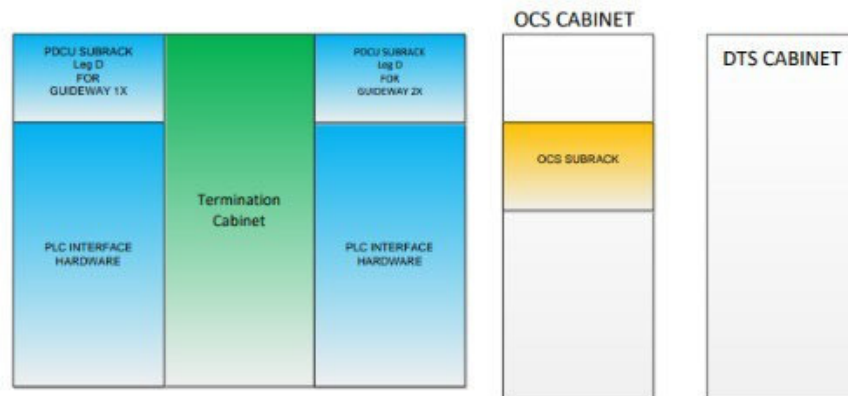 OCS CABINET
PDCU SUBRACK
Leg D
FOR
GUIDEWAY 1X
PDCU SUBRACK
Leg D
FOR
GUIDEWAY 2X
DTS CABINET
OCS SUBRACK
Termination
Cabinet
PLC INTERFACE
HARDWARE
PLC INTERFACE
HARDWARE